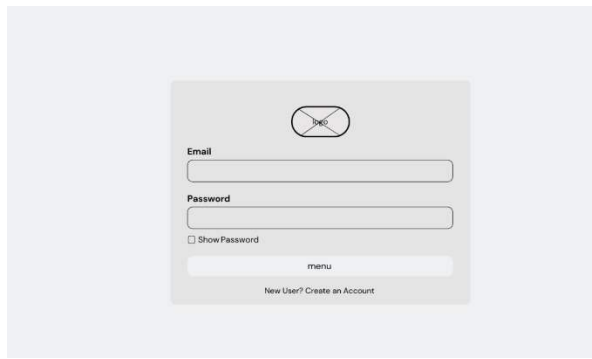 logo
Email
Password
Show Password
menu
New User? Create an Account